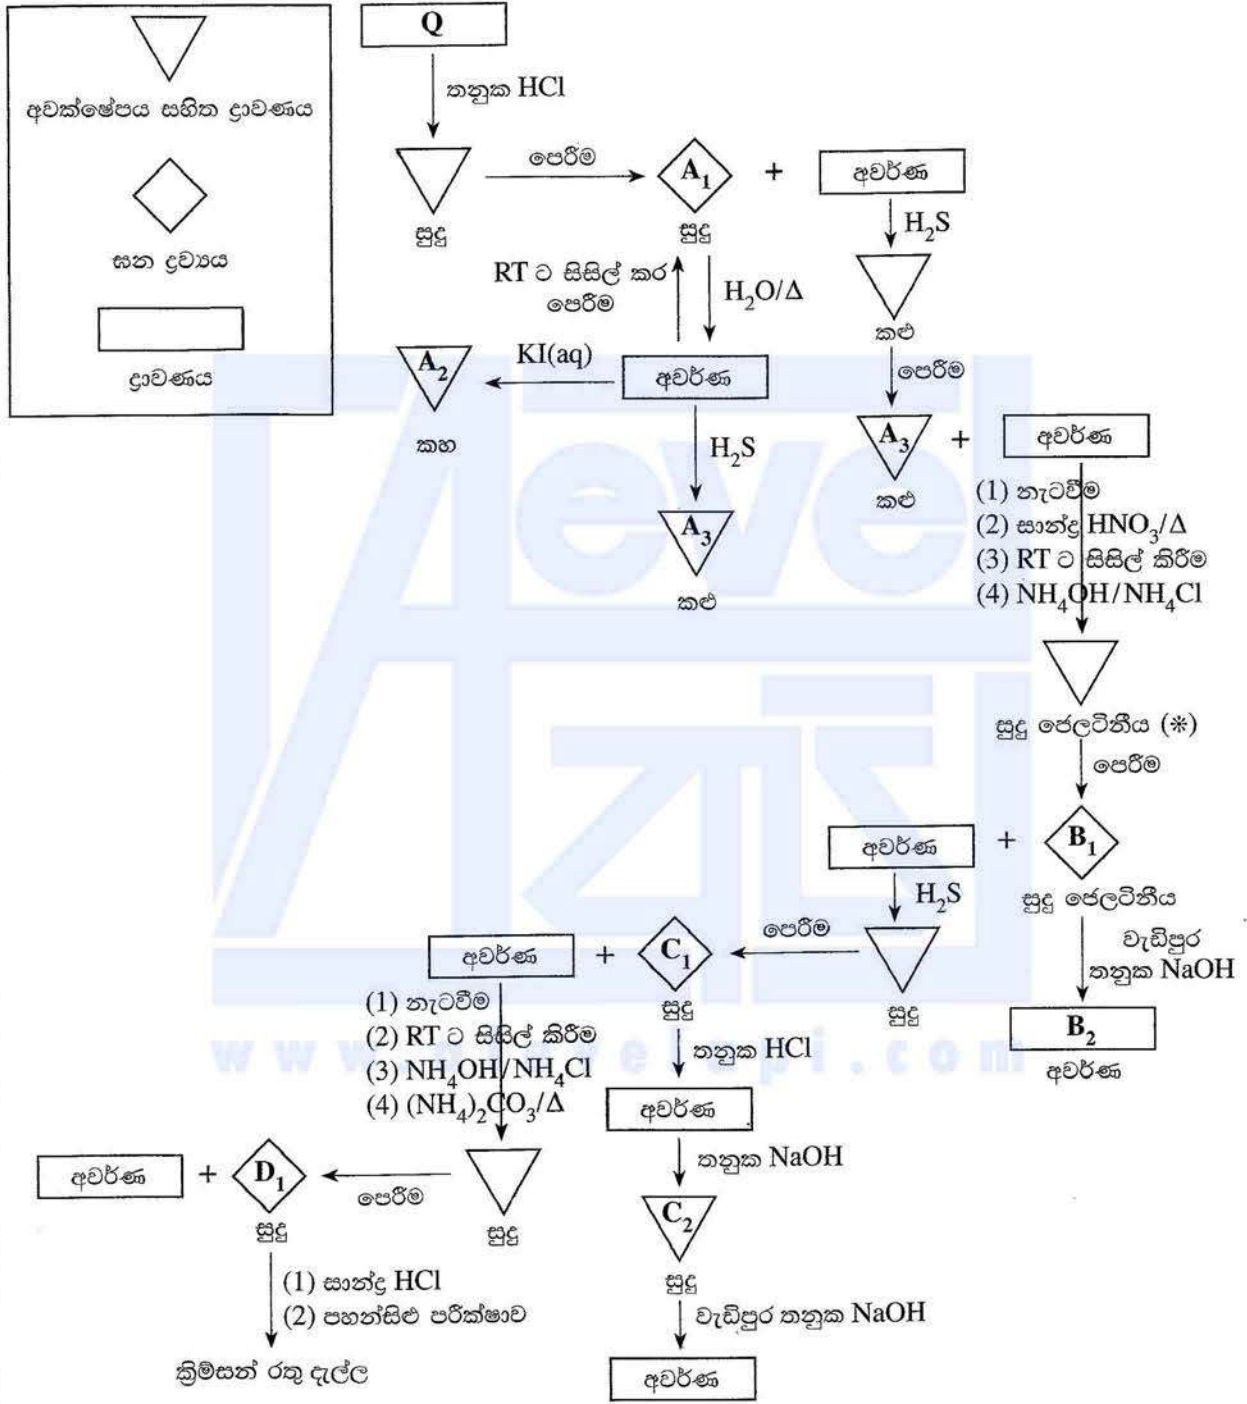 Q
තනුක HCl
අවක්ෂේපය සහිත ද්‍රාවණය
සුදු
පෙරීම
A₁
සුදු
+
අවර්ණ
H₂S
කළු
ඝන ද්‍රව්‍යය
RT ට සිසිල් කර
පෙරීම
H₂O/Δ
ද්‍රාවණය
A₂
කහ
KI(aq)
අවර්ණ
පෙරීම
H₂S
A₃
කළු
A₃
කළු
+
අවර්ණ
(1) නැටවීම
(2) සාන්ද්‍ර HNO₃/Δ
(3) RT ට සිසිල් කිරීම
(4) NH₄OH/NH₄Cl
සුදු ජෙලටිනීය (※)
පෙරීම
අවර්ණ
+
B₁
සුදු ජෙලටිනීය
H₂S
වැඩිපුර
තනුක NaOH
B₂
අවර්ණ
සුදු
පෙරීම
C₁
සුදු
+
අවර්ණ
(1) නැටවීම
(2) RT ට සිසිල් කිරීම
(3) NH₄OH/NH₄Cl
(4) (NH₄)₂CO₃/Δ
තනුක HCl
www.alevelapi.com
අවර්ණ
තනුක NaOH
C₂
සුදු
වැඩිපුර තනුක NaOH
අවර්ණ
සුදු
පෙරීම
D₁
සුදු
+
අවර්ණ
(1) සාන්ද්‍ර HCl
(2) පහන්සිළු පරීක්ෂාව
ක්‍රිම්සන් රතු දැල්ල